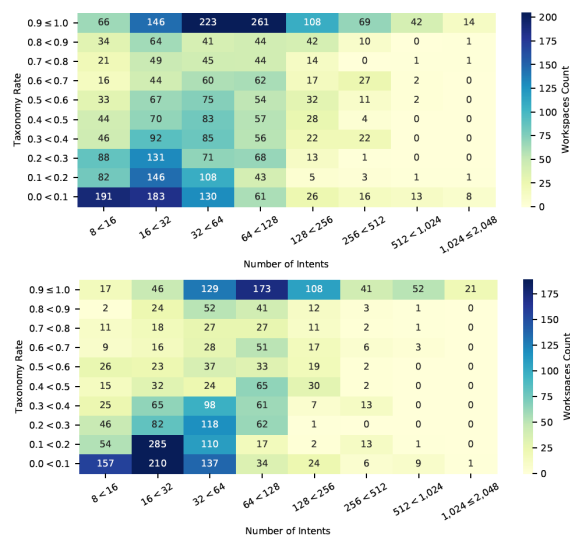 0.9 ≤ 1.0 66 146 223 261 108 69 42 14
0.8 < 0.9 34 64 41 44 42 10 0 1
0.7 < 0.8 21 49 45 44 14 0 1 1
0.6 < 0.7 16 44 60 62 17 27 2 0
0.5 < 0.6 33 67 75 54 32 11 2 0
0.4 < 0.5 44 70 83 57 28 4 0 0
0.3 < 0.4 46 92 85 56 22 22 0 0
0.2 < 0.3 88 131 71 68 13 1 0 0
0.1 < 0.2 82 146 108 43 5 3 1 1
0.0 < 0.1 191 183 130 61 26 16 13 8
Taxonomy Rate
8 < 16 16 < 32 32 < 64 64 < 128 128 < 256 256 < 512 512 < 1,024 1,024 ≤ 2,048
Number of Intents
200
175
150
125
100
75
50
25
0
Workspaces Count
0.9 ≤ 1.0 17 46 129 173 108 41 52 21
0.8 < 0.9 2 24 52 41 12 3 1 0
0.7 < 0.8 11 18 27 27 11 2 1 0
0.6 < 0.7 9 16 28 51 17 6 3 0
0.5 < 0.6 26 23 37 33 19 2 0 0
0.4 < 0.5 15 32 24 65 30 2 0 0
0.3 < 0.4 25 65 98 61 7 13 0 0
0.2 < 0.3 46 82 118 62 1 0 0 0
0.1 < 0.2 54 285 110 17 2 13 1 0
0.0 < 0.1 157 210 137 34 24 6 9 1
Taxonomy Rate
8 < 16 16 < 32 32 < 64 64 < 128 128 < 256 256 < 512 512 < 1,024 1,024 ≤ 2,048
Number of Intents
175
150
125
100
75
50
25
0
Workspaces Count